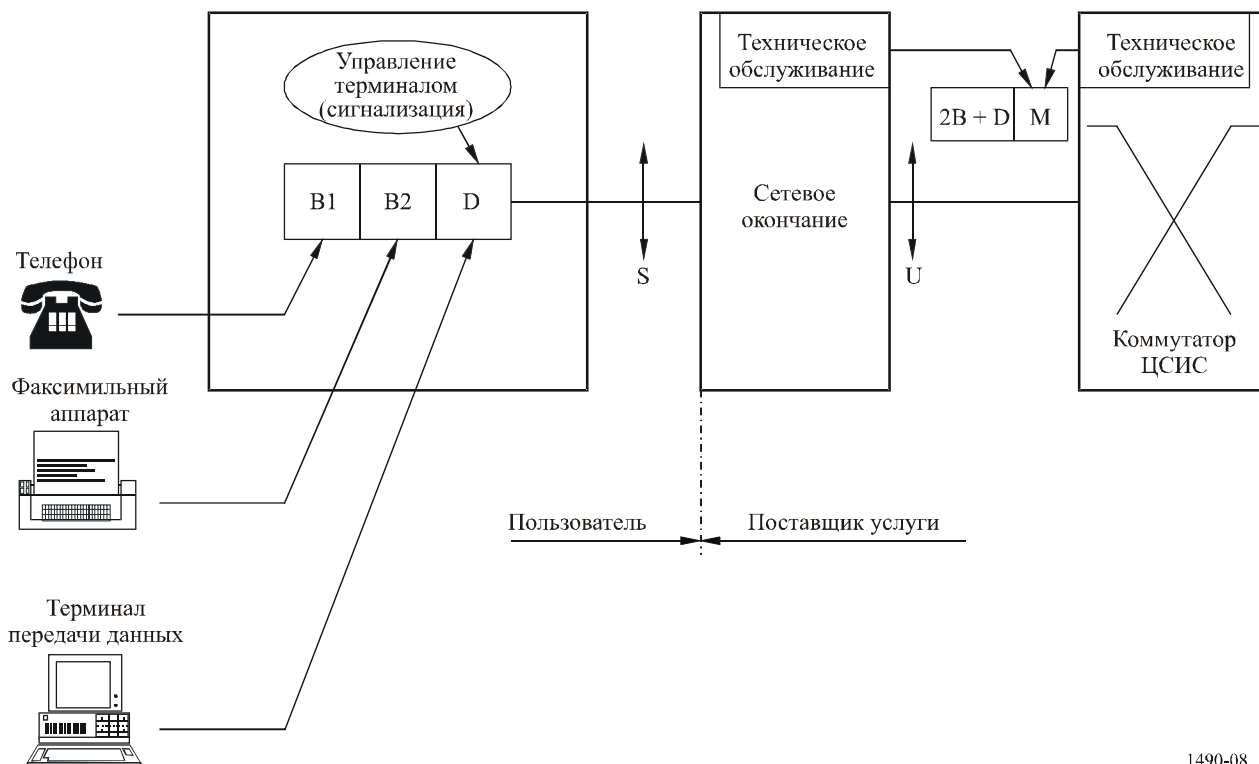 Управление
терминалом
(сигнализация)
B1
B2
D
Телефон
Факсимильный
аппарат
Терминал
передачи данных
S
Техническое
обслуживание
Сетевое
окончание
U
2B + D
M
Техническое
обслуживание
Коммутатор
ЦСИС
Пользователь
Поставщик услуги
1490-08